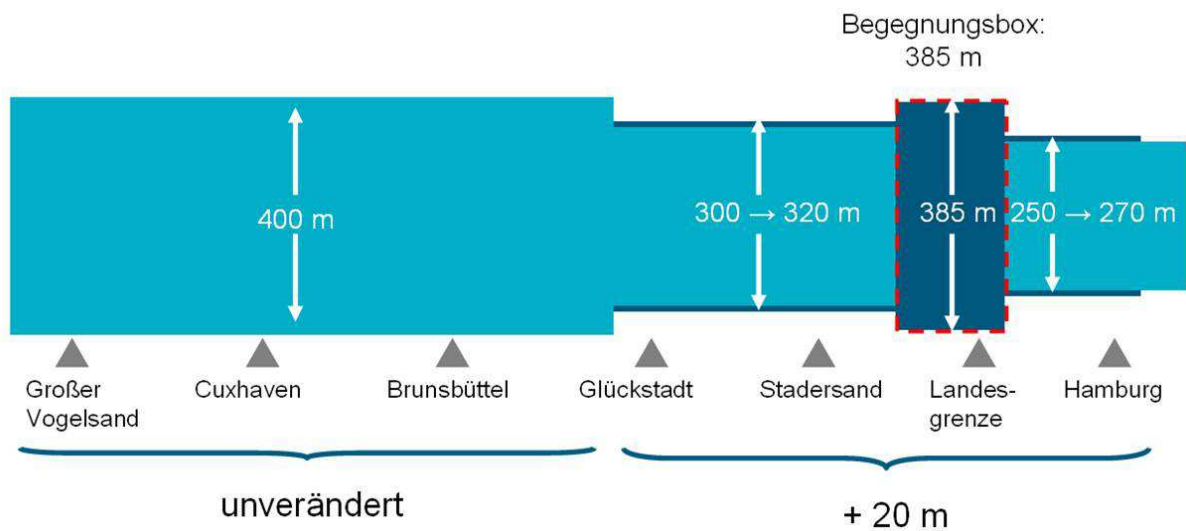 Begegnungsbox:
385 m
400 m
300 → 320 m
385 m
250 → 270 m
Großer
Vogelsand
Cuxhaven
Brunsbüttel
Glückstadt
Stadersand
Landes-
grenze
Hamburg
unverändert
+ 20 m